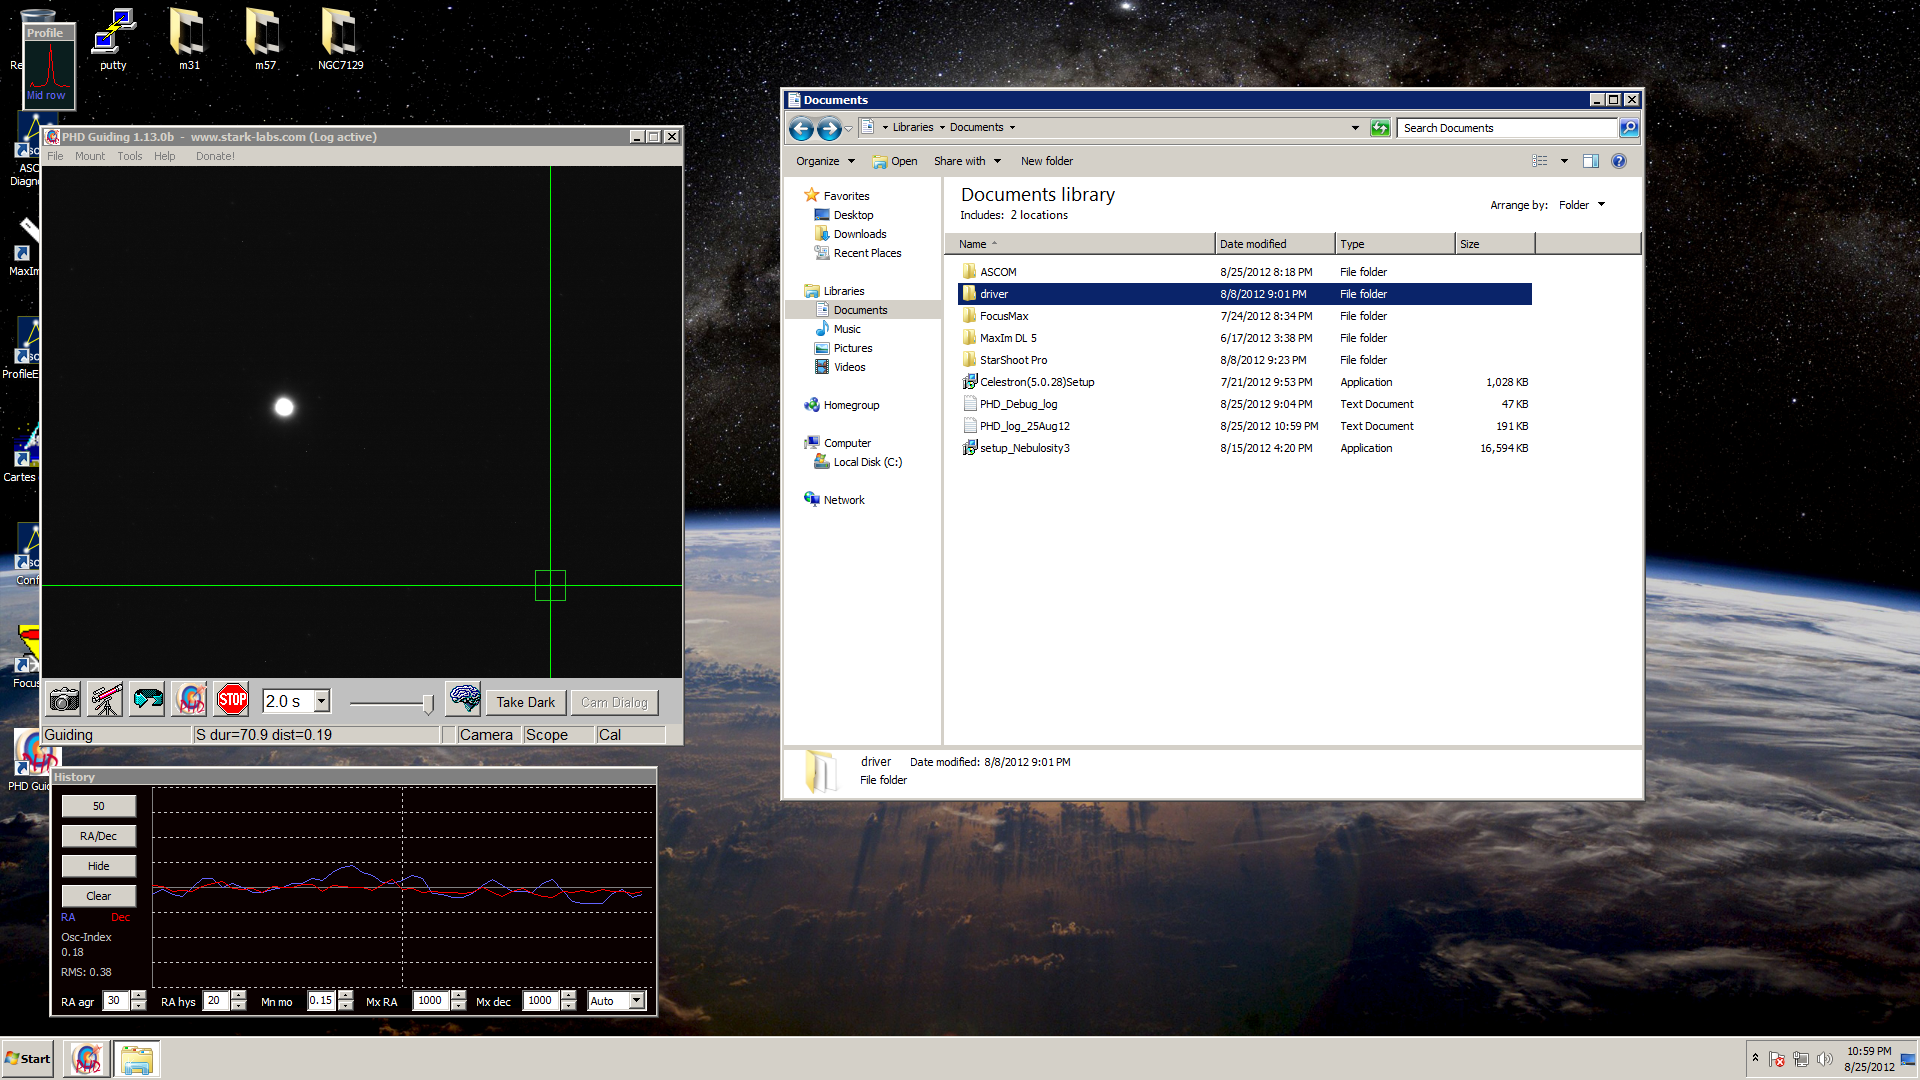 Profile
Mid row
Re
putty
m31
m57
NGC7129
ASC
Diagno
MaxIm
ProfileE
Cartes
Conf
Focus
PHD Guid
PHD Guiding 1.13.0b - www.stark-labs.com (Log active)
File Mount Tools Help Donate!
STOP
2.0 s
Take Dark
Cam Dialog
Guiding
S dur=70.9 dist=0.19
Camera
Scope
Cal
History
50
RA/Dec
Hide
Clear
RA Dec
Osc-Index
0.18
RMS: 0.38
RA agr 30 RA hys 20 Mn mo 0.15 Mx RA 1000 Mx dec 1000 Auto
Documents
Libraries Documents
Search Documents
Organize Open Share with New folder
Favorites
Desktop
Downloads
Recent Places
Libraries
Documents
Music
Pictures
Videos
Homegroup
Computer
Local Disk (C:)
Network
Documents library
Includes: 2 locations
Arrange by: Folder
Name Date modified Type Size
ASCOM 8/25/2012 8:18 PM File folder
driver 8/8/2012 9:01 PM File folder
FocusMax 7/24/2012 8:34 PM File folder
MaxIm DL 5 6/17/2012 3:38 PM File folder
StarShoot Pro 8/8/2012 9:23 PM File folder
Celestron(5.0.28)Setup 7/21/2012 9:53 PM Application 1,028 KB
PHD_Debug_log 8/25/2012 9:04 PM Text Document 47 KB
PHD_log_25Aug12 8/25/2012 10:59 PM Text Document 191 KB
setup_Nebulosity3 8/15/2012 4:20 PM Application 16,594 KB
driver Date modified: 8/8/2012 9:01 PM
File folder
Start
PHD
10:59 PM
8/25/2012